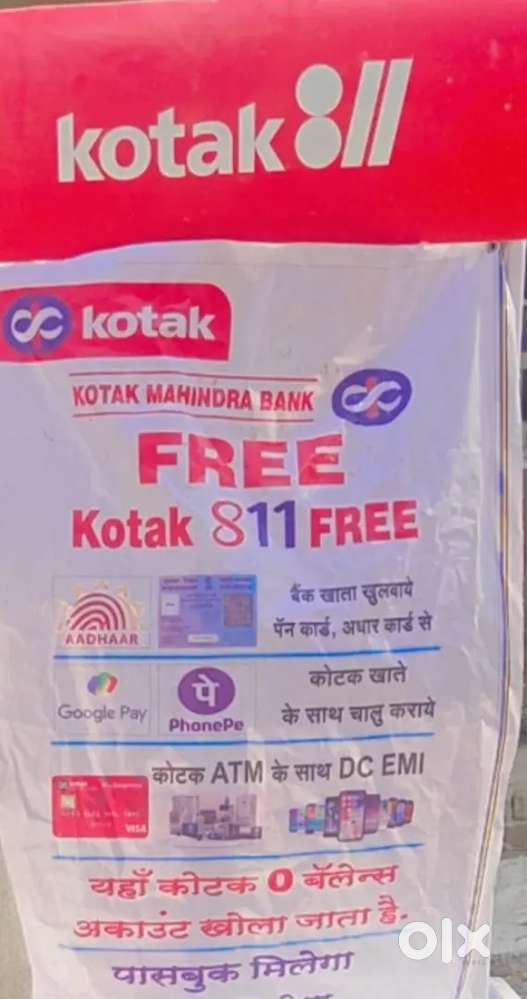 kotak811
kotak
KOTAK MAHINDRA BANK
FREE
Kotak 811 FREE
AADHAAR
बैंक खाता खुलवाये
पॅन कार्ड, अधार कार्ड से
Google Pay
पे
PhonePe
कोटक खाते
के साथ चालु कराये
कोटक ATM के साथ DC EMI
VISA
यहाँ कोटक 0 बॅलेन्स
अकाउंट खोला जाता है.
olx
पासबुक मिलेगा